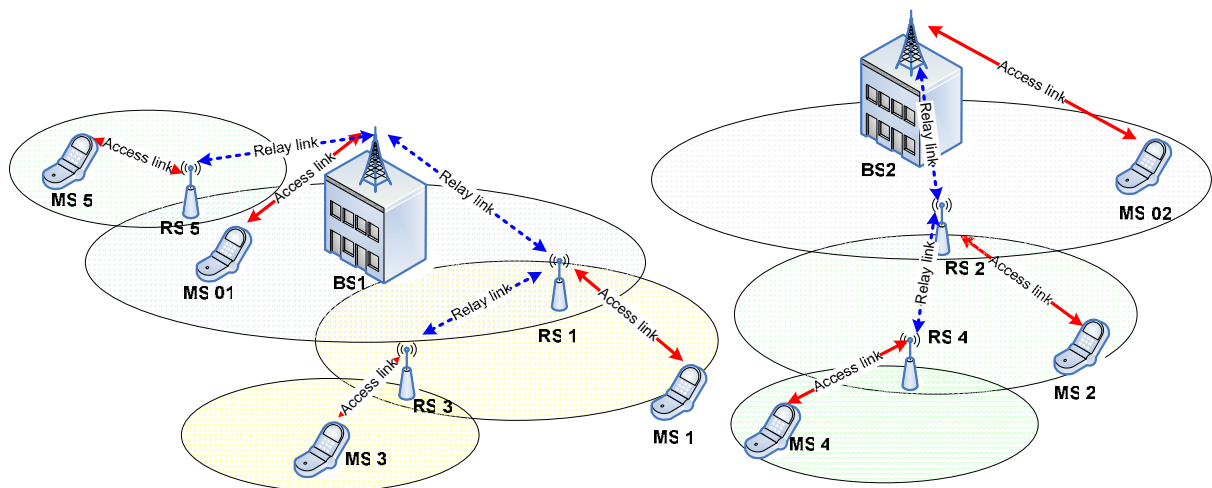 Access link
BS2
Relay link
MS 02
RS 2
Access link
Relay link
RS 4
MS 2
Access link
MS 4
MS 5
Access link
RS 5
Relay link
Access link
MS 01
BS1
Relay link
RS 1
Relay link
Access link
MS 1
RS 3
Access link
MS 3